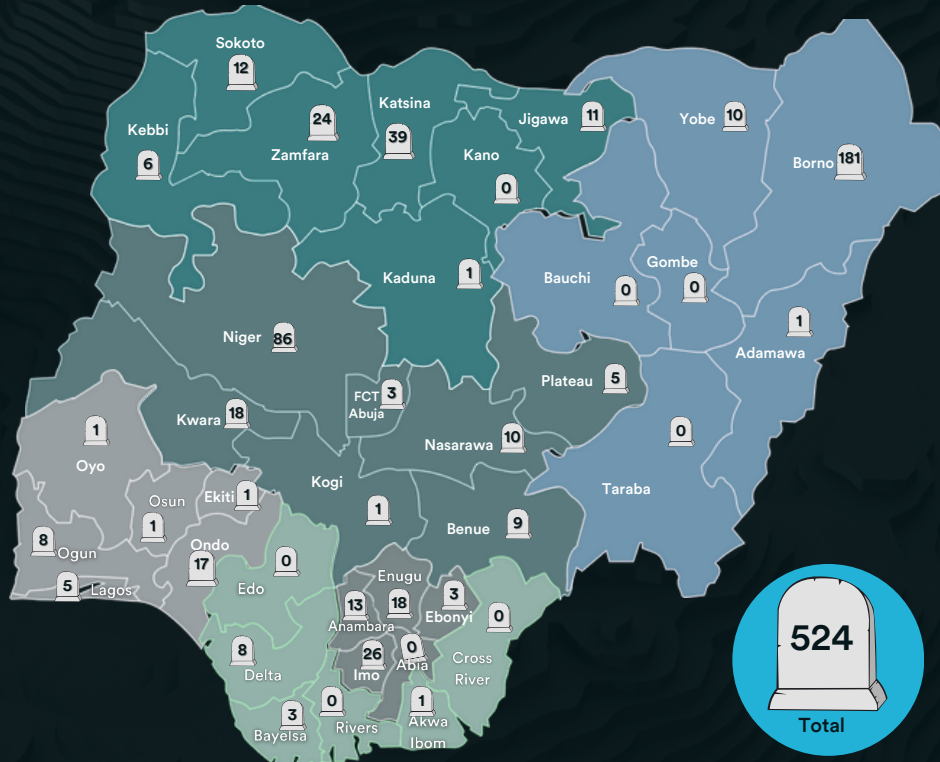 Sokoto
12
Kebbi
6
24
Zamfara
Katsina
39
Kano
0
Jigawa
11
Yobe
10
Borno
181
Kaduna
1
Bauchi
0
Gombe
0
1
Adamawa
Niger
86
FCT
Abuja
3
Plateau
5
Kwara
18
Nasarawa
10
0
Taraba
1
Oyo
Osun
1
Ekiti
1
Kogi
1
Benue
9
8
Ogun
5
Lagos
Ondo
17
0
Edo
Enugu
18
13
Anambara
3
Ebonyi
0
Cross
River
26
Imo
0
Abia
8
Delta
3
Bayelsa
0
Rivers
1
Akwa
Ibom
524
Total